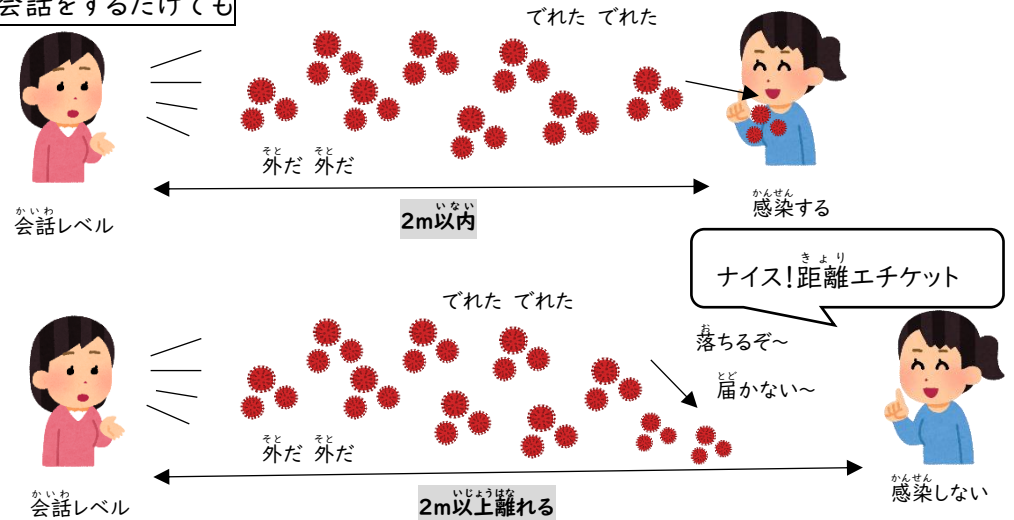 会話をするだけでも
でれた でれた
外だ 外だ
会話レベル
2m以内
感染する
ナイス!距離エチケット
でれた でれた
落ちるぞ～
届かない～
外だ 外だ
会話レベル
2m以上離れる
感染しない